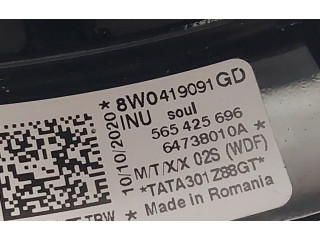 *8W0419091GD
INU soul
565 425 696
64738010A
M/T/X/X 02S (WDF)
*TATA301Z88GT*
* Made in Romania
10/10/2020
TRW